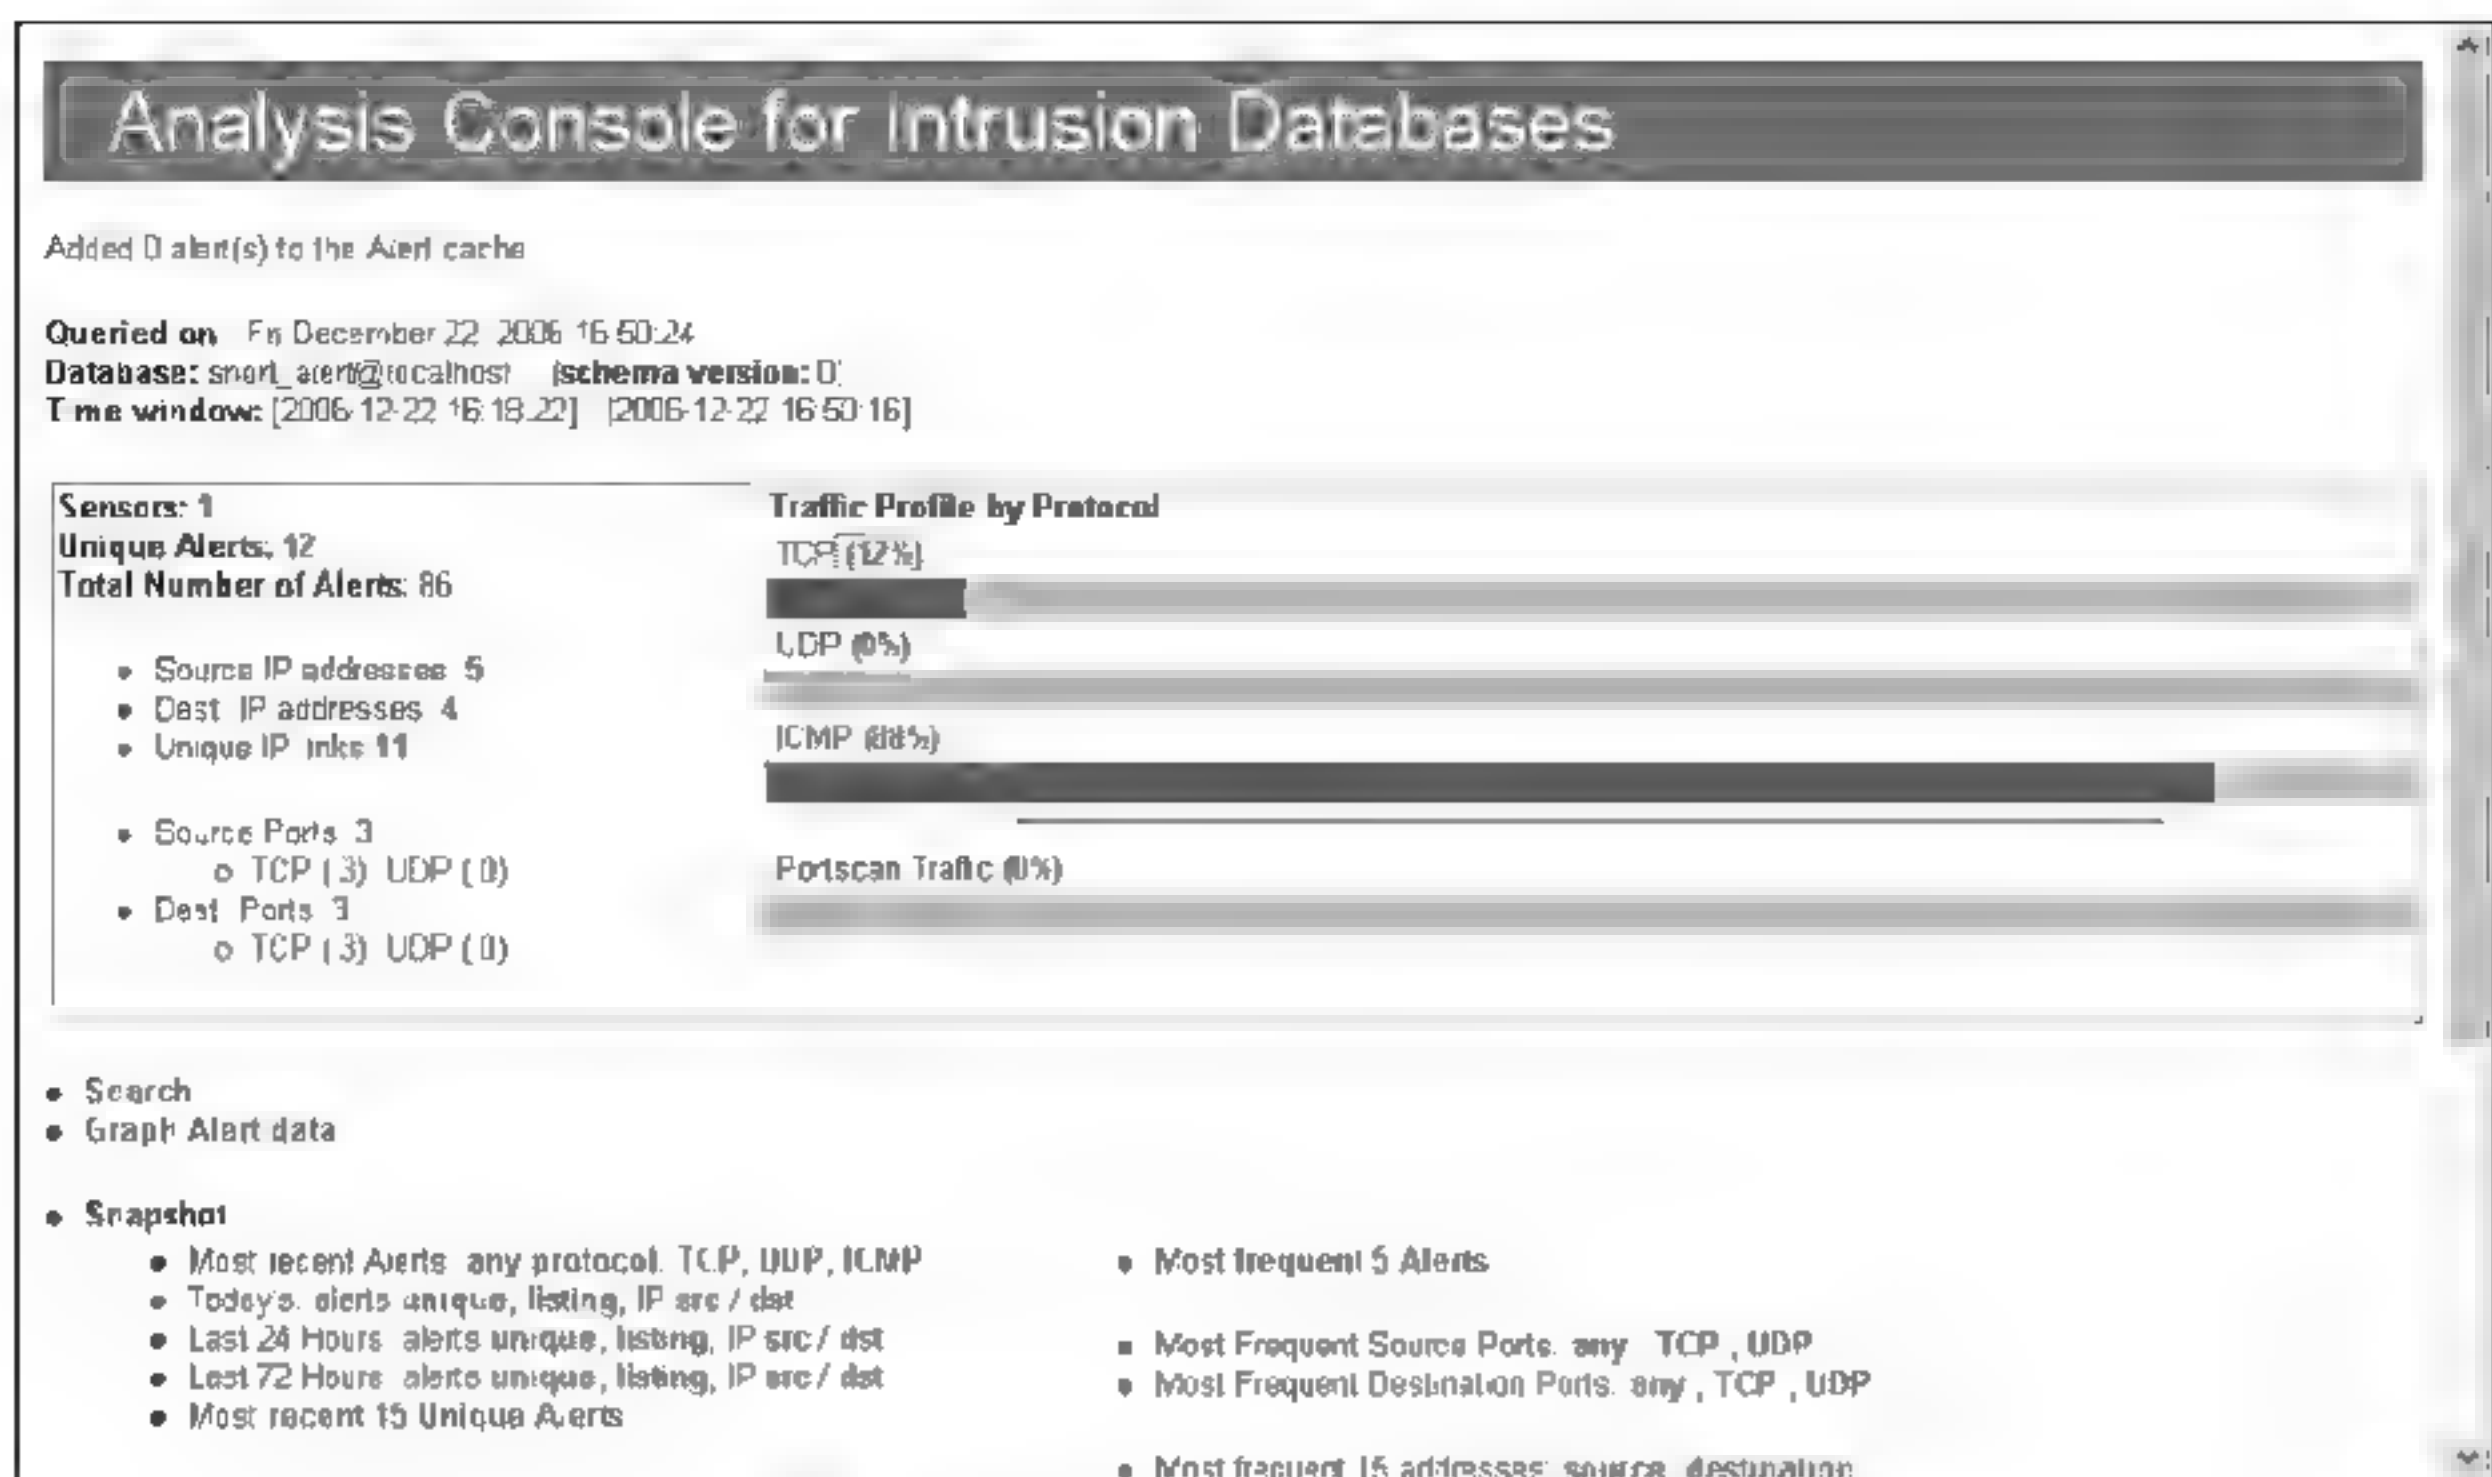 Analysis Console for Intrusion Databases
Added 0 alert(s) to the Alert cache
Queried on Fri December 22 2006 16:50:24
Database: snort_alert@localhost (schema version: 0)
Time window: [2006-12-22 16:18:22] [2006-12-22 16:50:16]
Sensors: 1
Unique Alerts: 12
Total Number of Alerts: 86
Source IP addresses 5
Dest IP addresses 4
Unique IP links 11
Source Ports 3
TCP (3) UDP (0)
Dest Ports 3
TCP (3) UDP (0)
Traffic Profile by Protocol
TCP (12%)
UDP (0%)
ICMP (88%)
Portscan Traffic (0%)
Search
Graph Alert data
Snapshot
Most recent Alerts any protocol, TCP, UDP, ICMP
Today's alerts unique, listing, IP src / dst
Last 24 Hours alerts unique, listing, IP src / dst
Last 72 Hours alerts unique, listing, IP src / dst
Most recent 15 Unique Alerts
Most frequent 5 Alerts
Most Frequent Source Ports any TCP , UDP
Most Frequent Destination Ports any , TCP , UDP
Most frequent 15 addresses source destination